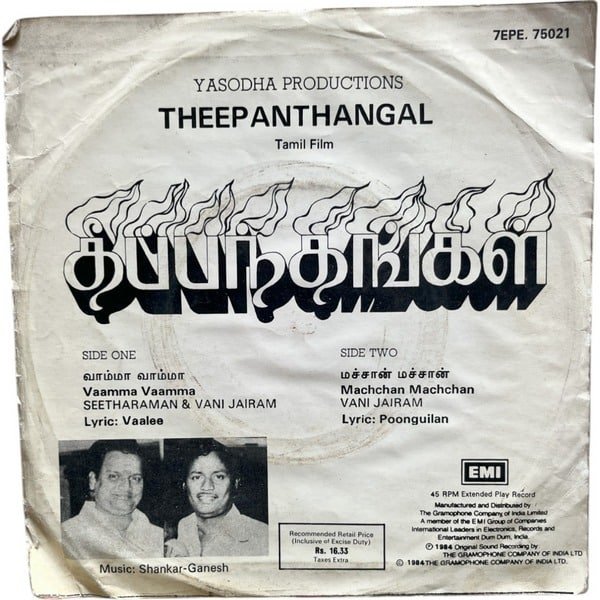 7EPE. 75021
YASODHA PRODUCTIONS
THEEPANTHANGAL
Tamil Film
தீப்பந்தங்கள்
SIDE ONE
வாம்மா வாம்மா
Vaamma Vaamma
SEETHARAMAN & VANI JAIRAM
Lyric: Vaalee
SIDE TWO
மச்சான் மச்சான்
Machchan Machchan
VANI JAIRAM
Lyric: Poonguilan
Music: Shankar-Ganesh
Recommended Retail Price
(Inclusive of Excise Duty)
Rs. 16.33
Taxes Extra
EMI
45 RPM Extended Play Record
Manufactured and Distributed by
The Gramophone Company of India Limited
A member of the EMI Group of Companies
International Leaders in Electronics, Records and
Entertainment Dum Dum, India.
℗ 1984 Original Sound Recording by
THE GRAMOPHONE COMPANY OF INDIA LTD
© 1984 THE GRAMOPHONE COMPANY OF INDIA LTD.